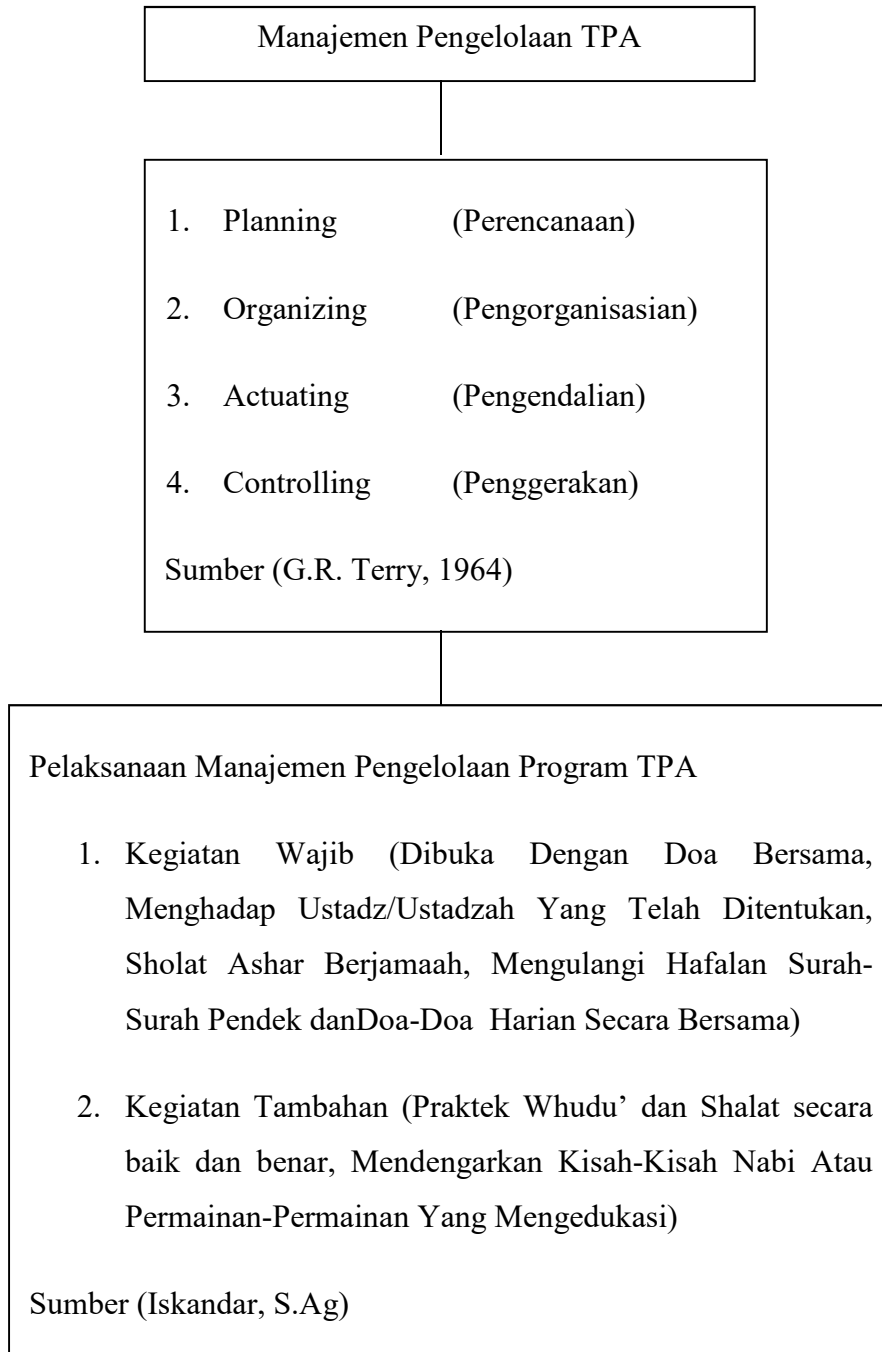 Manajemen Pengelolaan TPA
1. Planning (Perencanaan)
2. Organizing (Pengorganisasian)
3. Actuating (Pengendalian)
4. Controlling (Penggerakan)
Sumber (G.R. Terry, 1964)
Pelaksanaan Manajemen Pengelolaan Program TPA
1. Kegiatan Wajib (Dibuka Dengan Doa Bersama,
Menghadap Ustadz/Ustadzah Yang Telah Ditentukan,
Sholat Ashar Berjamaah, Mengulangi Hafalan Surah-
Surah Pendek danDoa-Doa Harian Secara Bersama)
2. Kegiatan Tambahan (Praktek Whudu’ dan Shalat secara
baik dan benar, Mendengarkan Kisah-Kisah Nabi Atau
Permainan-Permainan Yang Mengedukasi)
Sumber (Iskandar, S.Ag)